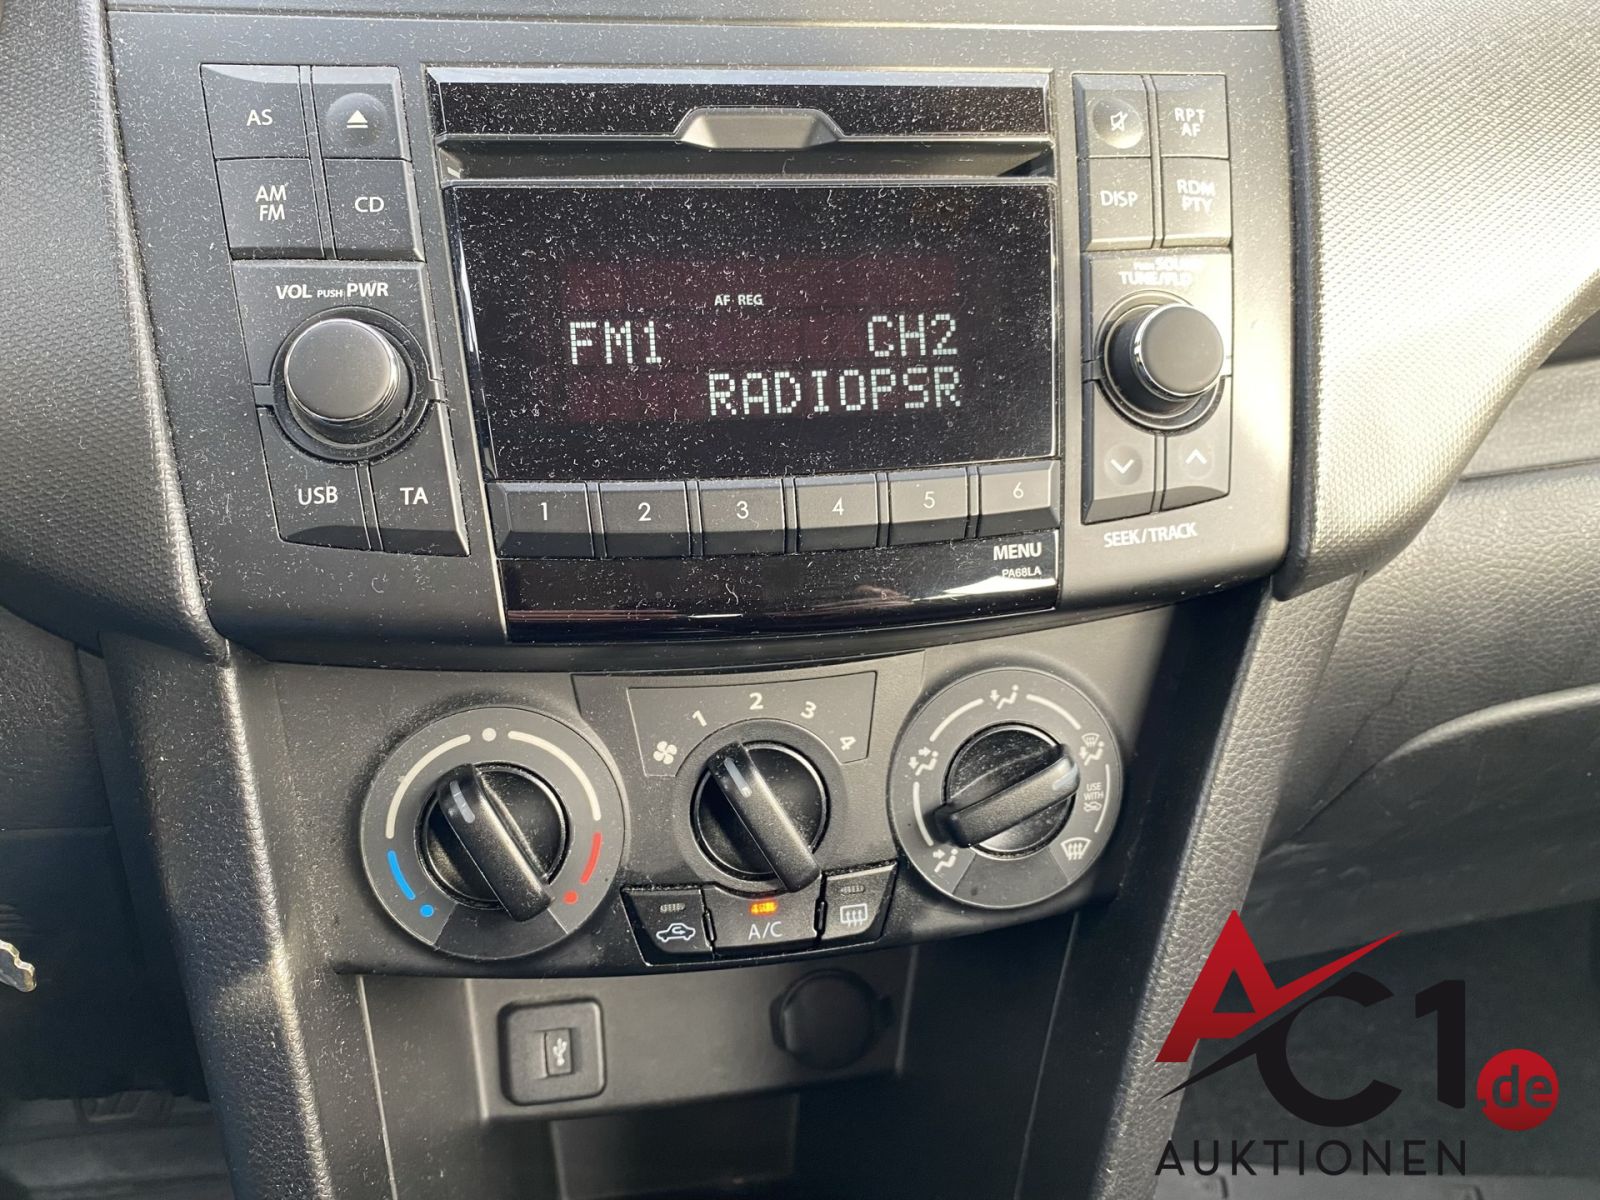 AS
AM
FM
CD
VOL PUSH PWR
USB
TA
AF REG
FM1 CH2
RADIOPSR
1 2 3 4 5 6
MENU
PA68LA
RPT
AF
DISP
RDM
PTY
TUNE/FLD
SEEK/TRACK
1 2 3 4
USE
WITH
A/C
AC1.de
AUKTIONEN